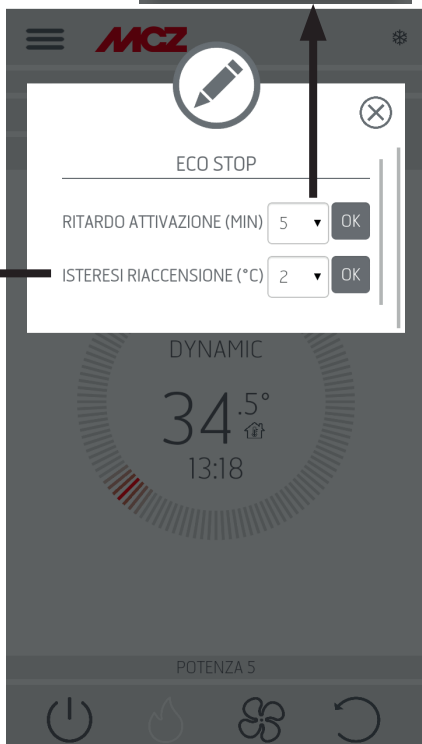 MCZ
ECO STOP
RITARDO ATTIVAZIONE (MIN) 5 OK
ISTERESI RIACCENSIONE (°C) 2 OK
DYNAMIC
34.5°
13:18
POTENZA 5